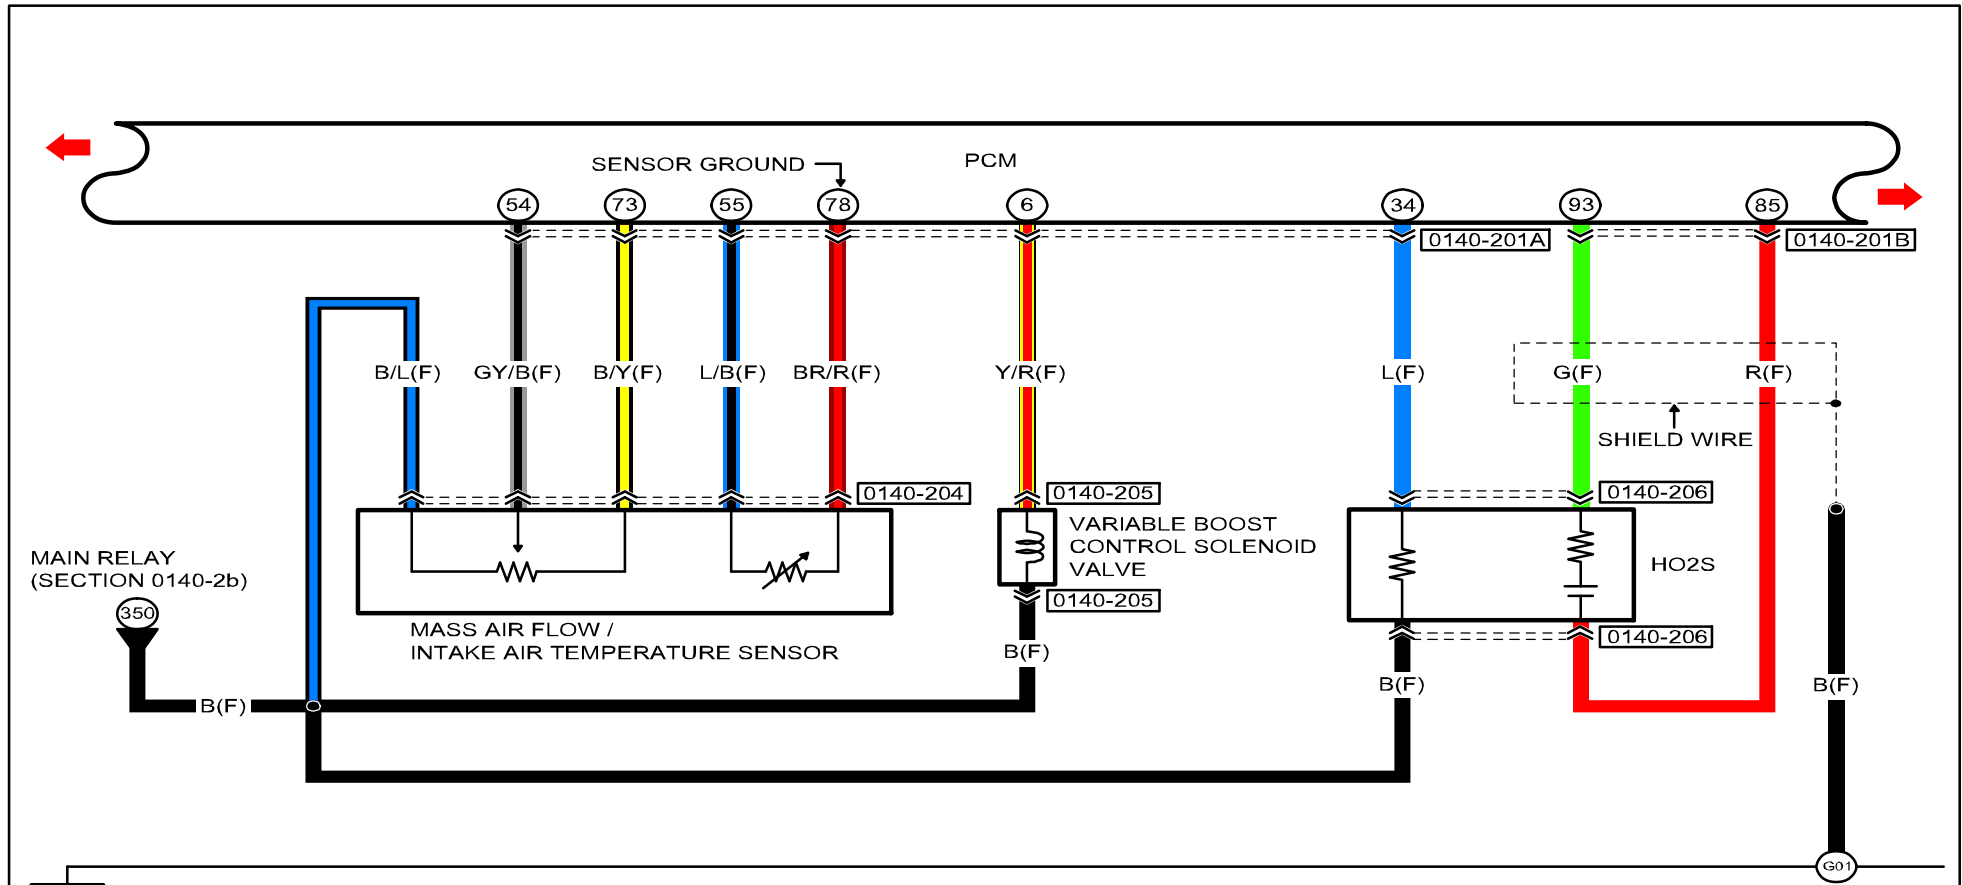 SENSOR GROUND
PCM
54
73
55
78
6
34
93
85
0140-201A
0140-201B
B/L(F)
GY/B(F)
B/Y(F)
L/B(F)
BR/R(F)
Y/R(F)
L(F)
G(F)
R(F)
SHIELD WIRE
0140-204
0140-205
0140-206
VARIABLE BOOST
CONTROL SOLENOID
VALVE
MAIN RELAY
(SECTION 0140-2b)
HO2S
350
0140-205
MASS AIR FLOW /
INTAKE AIR TEMPERATURE SENSOR
0140-206
B(F)
B(F)
B(F)
B(F)
G01